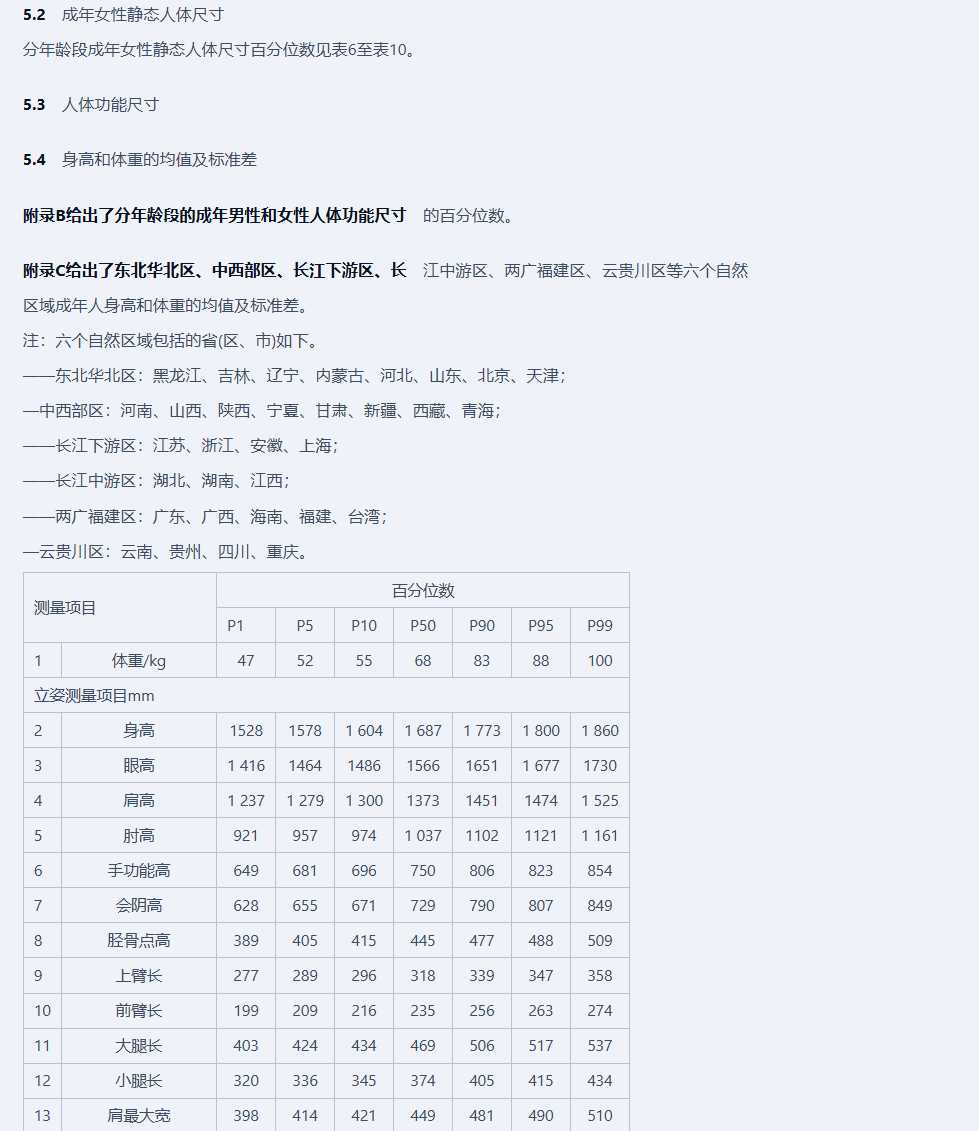 5.2 成年女性静态人体尺寸
分年龄段成年女性静态人体尺寸百分位数见表6至表10。
5.3 人体功能尺寸
5.4 身高和体重的均值及标准差
附录B给出了分年龄段的成年男性和女性人体功能尺寸 的百分位数。
附录C给出了东北华北区、中西部区、长江下游区、长 江中游区、两广福建区、云贵川区等六个自然
区域成年人身高和体重的均值及标准差。
注：六个自然区域包括的省(区、市)如下。
——东北华北区：黑龙江、吉林、辽宁、内蒙古、河北、山东、北京、天津；
—中西部区：河南、山西、陕西、宁夏、甘肃、新疆、西藏、青海；
——长江下游区：江苏、浙江、安徽、上海；
——长江中游区：湖北、湖南、江西；
——两广福建区：广东、广西、海南、福建、台湾；
—云贵川区：云南、贵州、四川、重庆。
测量项目 百分位数
P1 P5 P10 P50 P90 P95 P99
1 体重/kg 47 52 55 68 83 88 100
立姿测量项目mm
2 身高 1528 1578 1 604 1 687 1 773 1 800 1 860
3 眼高 1 416 1464 1486 1566 1651 1 677 1730
4 肩高 1 237 1 279 1 300 1373 1451 1474 1 525
5 肘高 921 957 974 1 037 1102 1121 1 161
6 手功能高 649 681 696 750 806 823 854
7 会阴高 628 655 671 729 790 807 849
8 胫骨点高 389 405 415 445 477 488 509
9 上臂长 277 289 296 318 339 347 358
10 前臂长 199 209 216 235 256 263 274
11 大腿长 403 424 434 469 506 517 537
12 小腿长 320 336 345 374 405 415 434
13 肩最大宽 398 414 421 449 481 490 510